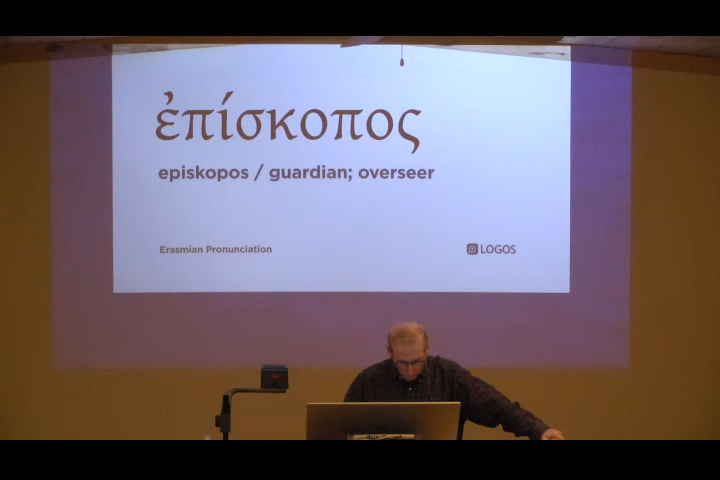 ἐπίσκοπος
episkopos / guardian; overseer
Erasmian Pronunciation
LOGOS